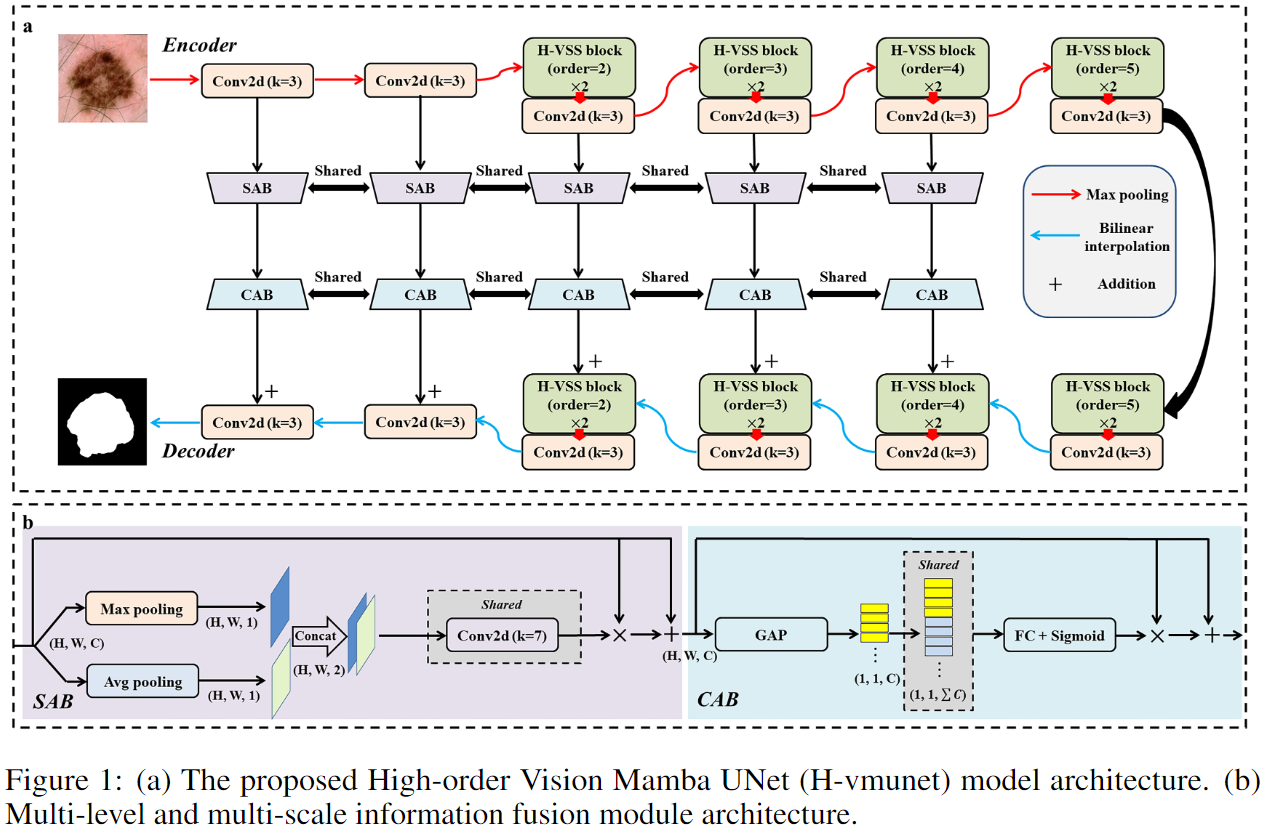 a
Encoder
Conv2d (k=3)
Conv2d (k=3)
H-VSS block
(order=2)
×2
Conv2d (k=3)
H-VSS block
(order=3)
×2
Conv2d (k=3)
H-VSS block
(order=4)
×2
Conv2d (k=3)
H-VSS block
(order=5)
×2
Conv2d (k=3)
SAB
Shared
SAB
Shared
SAB
Shared
SAB
Shared
SAB
Max pooling
Bilinear
interpolation
+
Addition
CAB
Shared
CAB
Shared
CAB
Shared
CAB
Shared
CAB
+
+
+
+
+
Conv2d (k=3)
Conv2d (k=3)
H-VSS block
(order=2)
×2
Conv2d (k=3)
H-VSS block
(order=3)
×2
Conv2d (k=3)
H-VSS block
(order=4)
×2
Conv2d (k=3)
H-VSS block
(order=5)
×2
Conv2d (k=3)
Decoder
b
(H, W, C)
Max pooling
(H, W, 1)
Avg pooling
(H, W, 1)
Concat
(H, W, 2)
Shared
Conv2d (k=7)
×
+
SAB
(H, W, C)
GAP
(1, 1, C)
Shared
(1, 1, ∑ C)
FC + Sigmoid
×
+
CAB
Figure 1: (a) The proposed High-order Vision Mamba UNet (H-vmunet) model architecture. (b)
Multi-level and multi-scale information fusion module architecture.